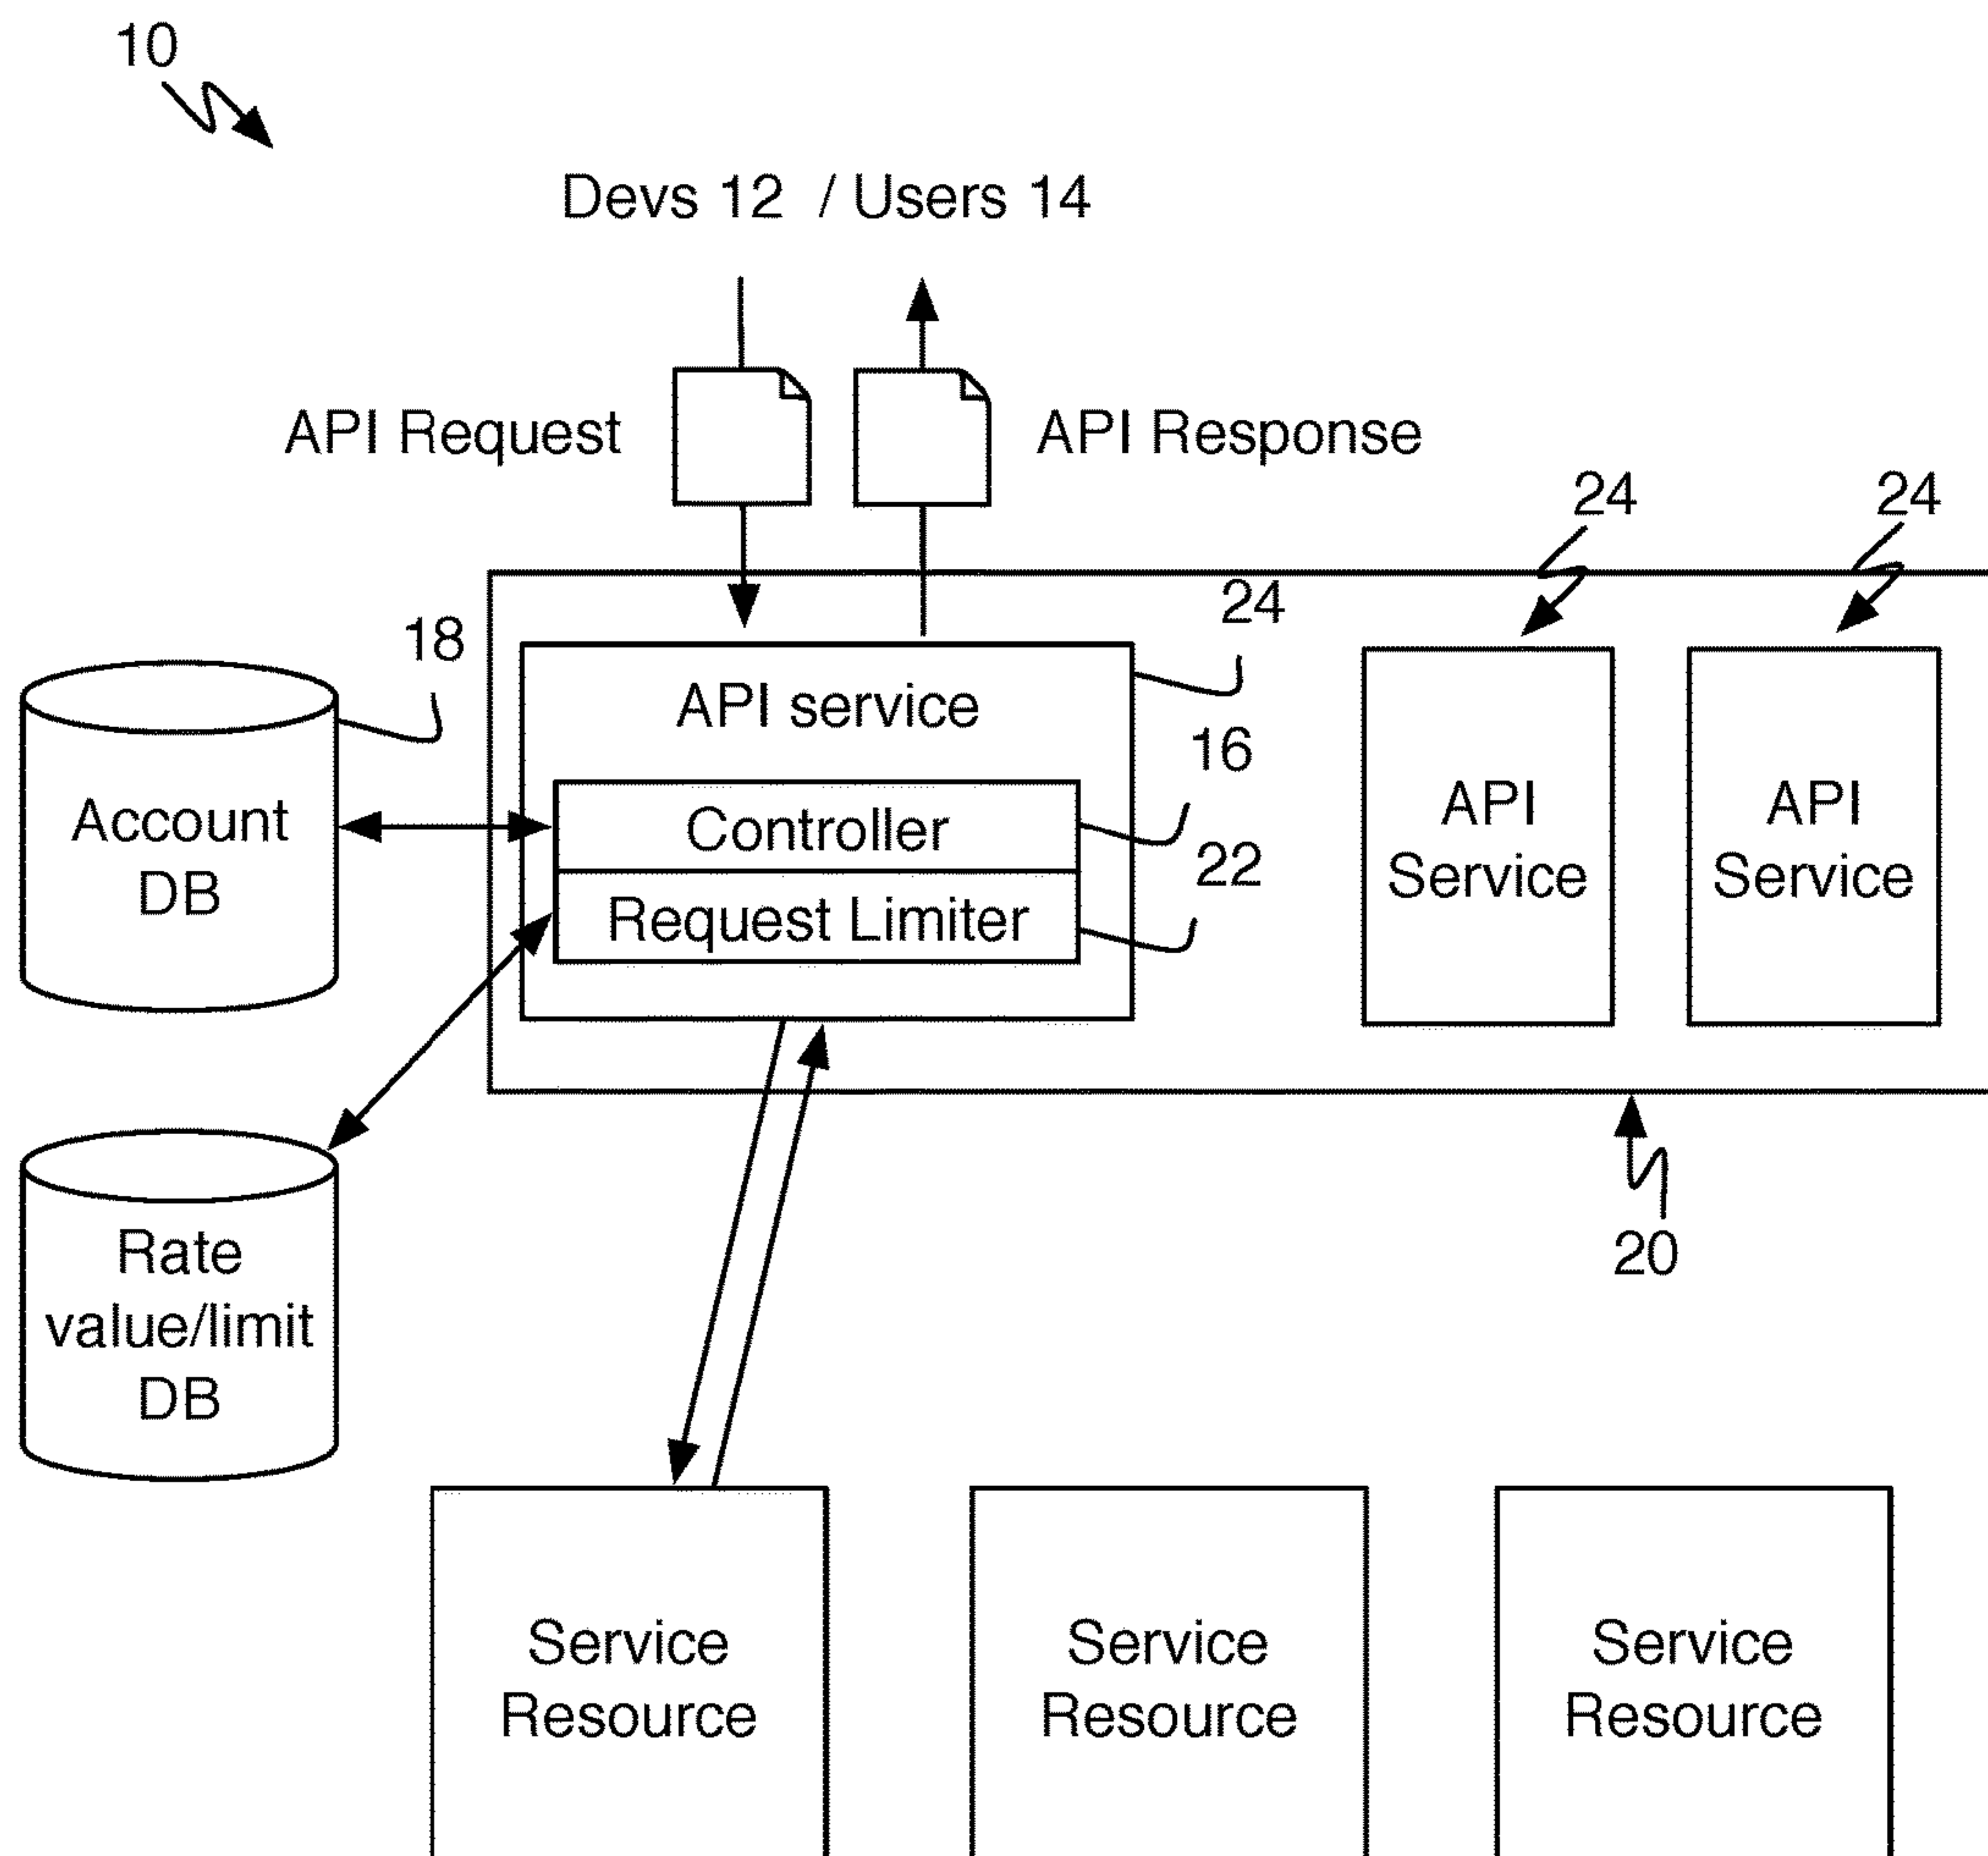 10
Devs 12 / Users 14
API Request
API Response
24
24
24
18
API service
16
Controller
22
Request Limiter
Account
DB
API
Service
API
Service
20
Rate
value/limit
DB
Service
Resource
Service
Resource
Service
Resource